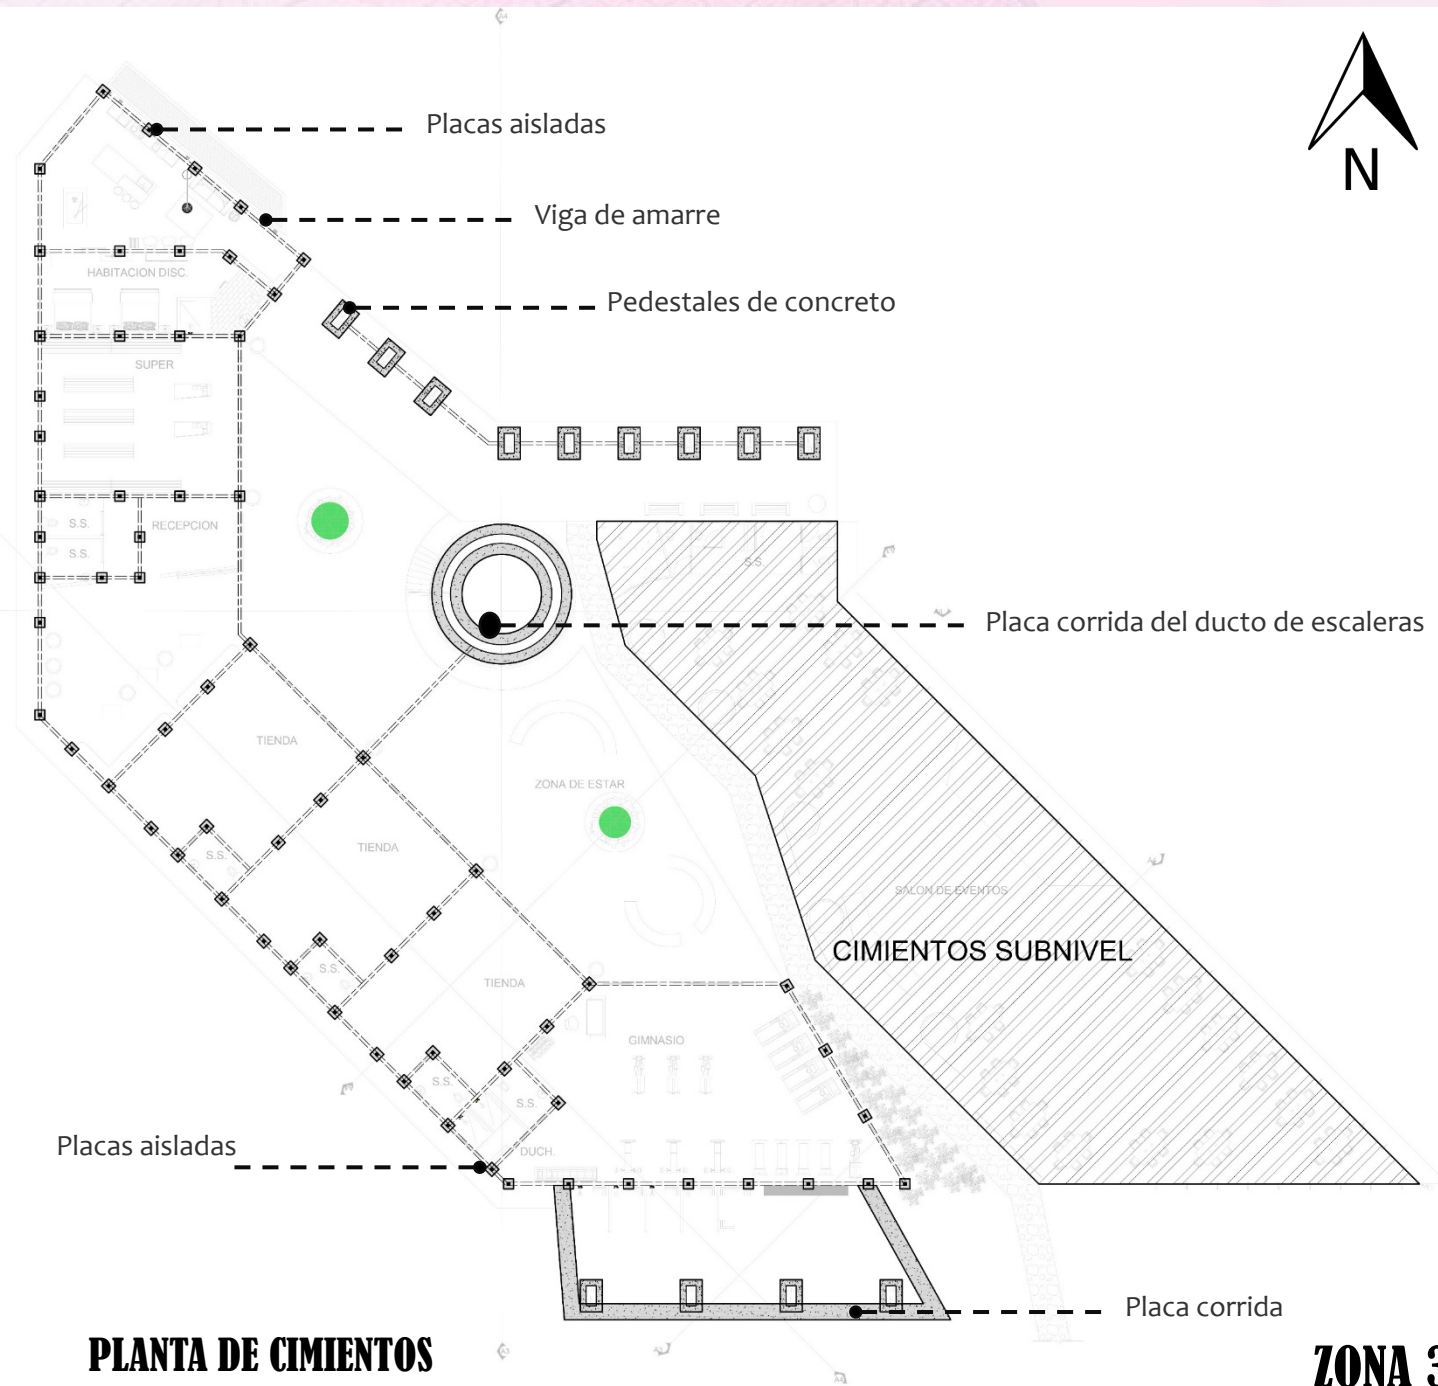 Placas aisladas
N
Viga de amarre
HABITACION DISC.
Pedestales de concreto
SUPER
S.S.
RECEPCION
S.S.
S.S.
Placa corrida del ducto de escaleras
TIENDA
ZONA DE ESTAR
TIENDA
S.S.
SALON DE EVENTOS
CIMIENTOS SUBNIVEL
S.S.
TIENDA
GIMNASIO
S.S.
S.S.
Placas aisladas
DUCH.
Placa corrida
PLANTA DE CIMIENTOS
ZONA 3